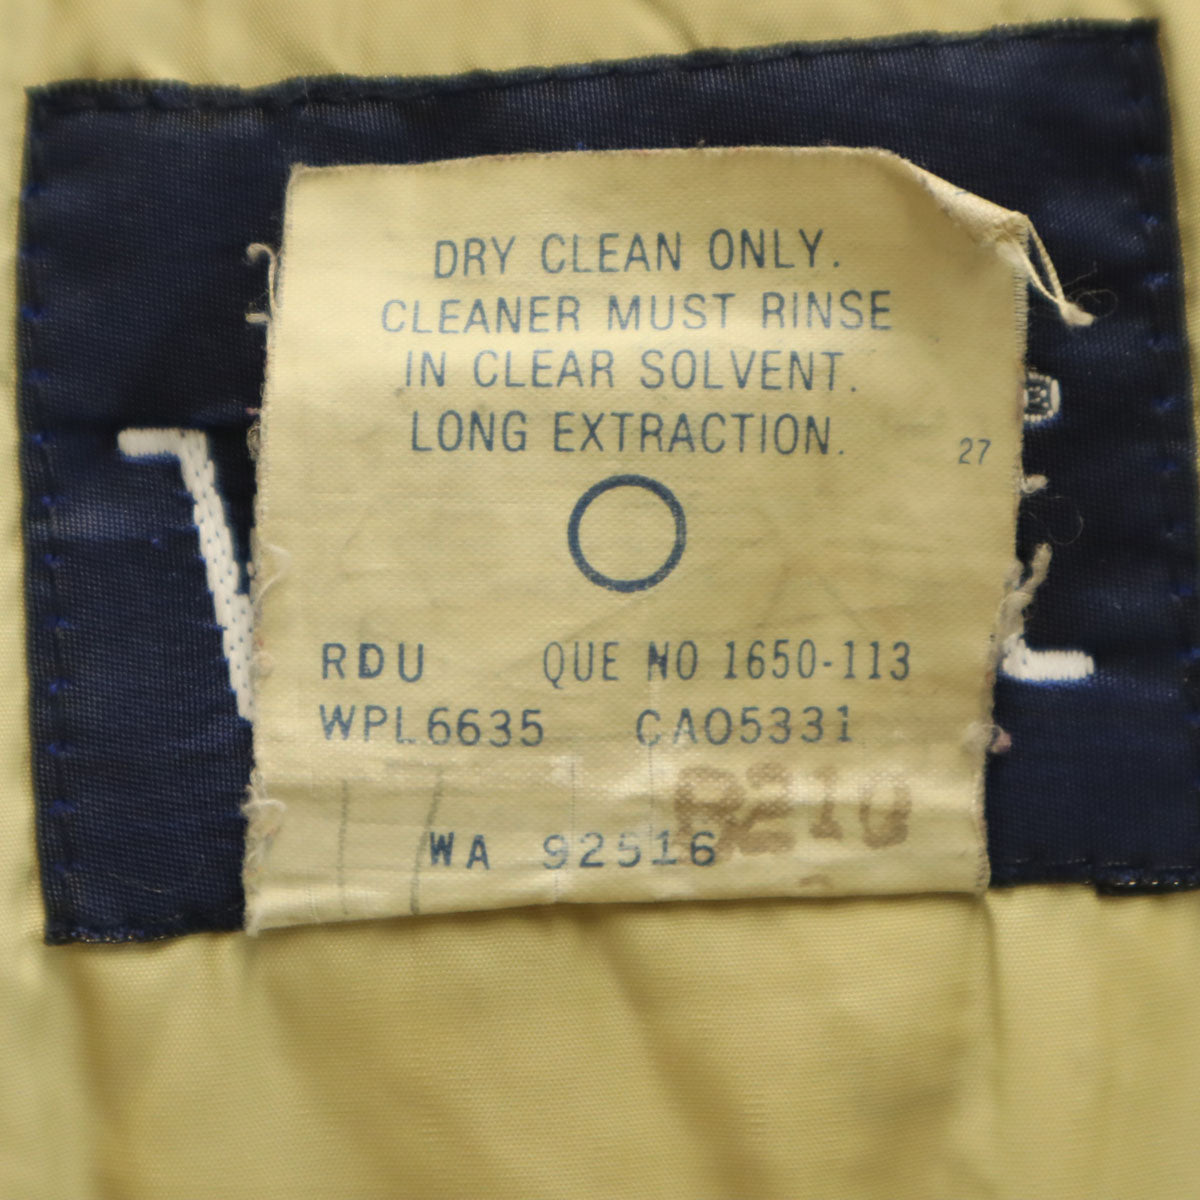 DRY CLEAN ONLY.
CLEANER MUST RINSE
IN CLEAR SOLVENT.
LONG EXTRACTION.
27
RDU QUE NO 1650-113
WPL6635 CA05331
WA 92516